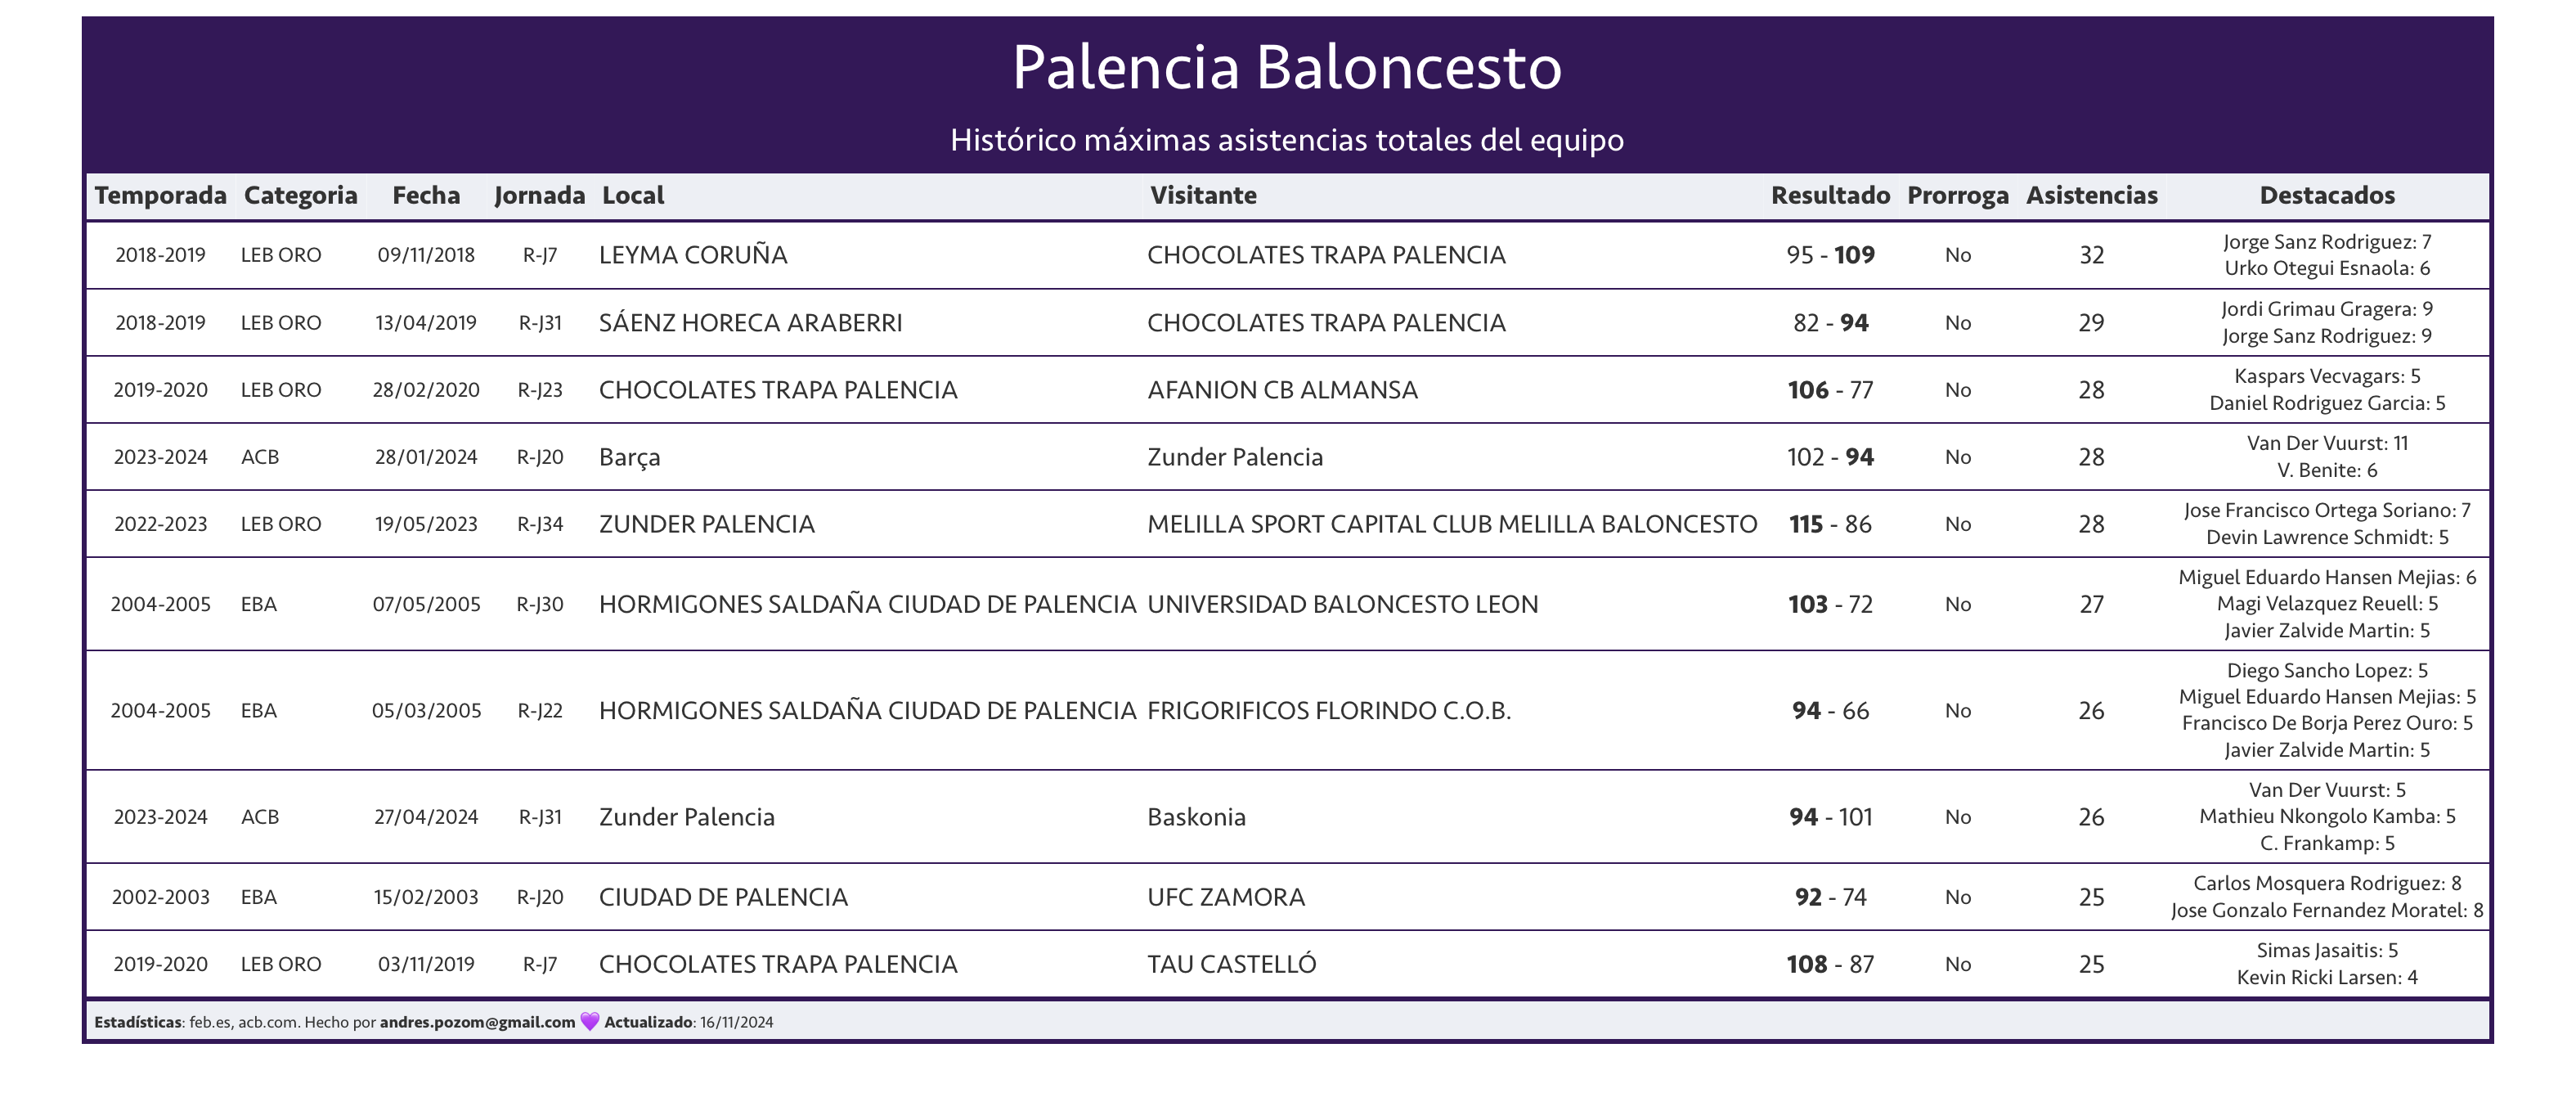 Palencia Baloncesto
Histórico máximas asistencias totales del equipo
Temporada Categoria Fecha Jornada Local Visitante Resultado Prorroga Asistencias Destacados
2018-2019 LEB ORO 09/11/2018 R-J7 LEYMA CORUÑA CHOCOLATES TRAPA PALENCIA 95 - 109 No 32 Jorge Sanz Rodriguez: 7
Urko Otegui Esnaola: 6
2018-2019 LEB ORO 13/04/2019 R-J31 SÁENZ HORECA ARABERRI CHOCOLATES TRAPA PALENCIA 82 - 94 No 29 Jordi Grimau Gragera: 9
Jorge Sanz Rodriguez: 9
2019-2020 LEB ORO 28/02/2020 R-J23 CHOCOLATES TRAPA PALENCIA AFANION CB ALMANSA 106 - 77 No 28 Kaspars Vecvagars: 5
Daniel Rodriguez Garcia: 5
2023-2024 ACB 28/01/2024 R-J20 Barça Zunder Palencia 102 - 94 No 28 Van Der Vuurst: 11
V. Benite: 6
2022-2023 LEB ORO 19/05/2023 R-J34 ZUNDER PALENCIA MELILLA SPORT CAPITAL CLUB MELILLA BALONCESTO 115 - 86 No 28 Jose Francisco Ortega Soriano: 7
Devin Lawrence Schmidt: 5
2004-2005 EBA 07/05/2005 R-J30 HORMIGONES SALDAÑA CIUDAD DE PALENCIA UNIVERSIDAD BALONCESTO LEON 103 - 72 No 27 Miguel Eduardo Hansen Mejias: 6
Magi Velazquez Reuell: 5
Javier Zalvide Martin: 5
2004-2005 EBA 05/03/2005 R-J22 HORMIGONES SALDAÑA CIUDAD DE PALENCIA FRIGORIFICOS FLORINDO C.O.B. 94 - 66 No 26 Diego Sancho Lopez: 5
Miguel Eduardo Hansen Mejias: 5
Francisco De Borja Perez Ouro: 5
Javier Zalvide Martin: 5
2023-2024 ACB 27/04/2024 R-J31 Zunder Palencia Baskonia 94 - 101 No 26 Van Der Vuurst: 5
Mathieu Nkongolo Kamba: 5
C. Frankamp: 5
2002-2003 EBA 15/02/2003 R-J20 CIUDAD DE PALENCIA UFC ZAMORA 92 - 74 No 25 Carlos Mosquera Rodriguez: 8
Jose Gonzalo Fernandez Moratel: 8
2019-2020 LEB ORO 03/11/2019 R-J7 CHOCOLATES TRAPA PALENCIA TAU CASTELLÓ 108 - 87 No 25 Simas Jasaitis: 5
Kevin Ricki Larsen: 4
Estadísticas: feb.es, acb.com. Hecho por andres.pozom@gmail.com 💜 Actualizado: 16/11/2024